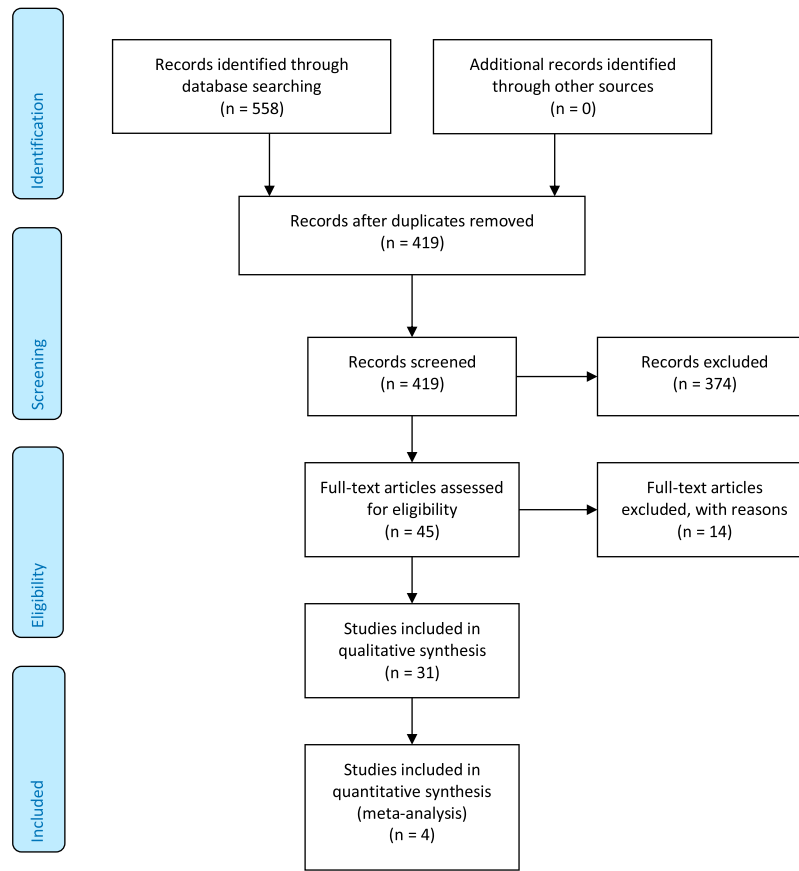 Identification
Records identified through
database searching
(n = 558)
Additional records identified
through other sources
(n = 0)
Records after duplicates removed
(n = 419)
Screening
Records screened
(n = 419)
Records excluded
(n = 374)
Eligibility
Full-text articles assessed
for eligibility
(n = 45)
Full-text articles
excluded, with reasons
(n = 14)
Studies included in
qualitative synthesis
(n = 31)
Included
Studies included in
quantitative synthesis
(meta-analysis)
(n = 4)